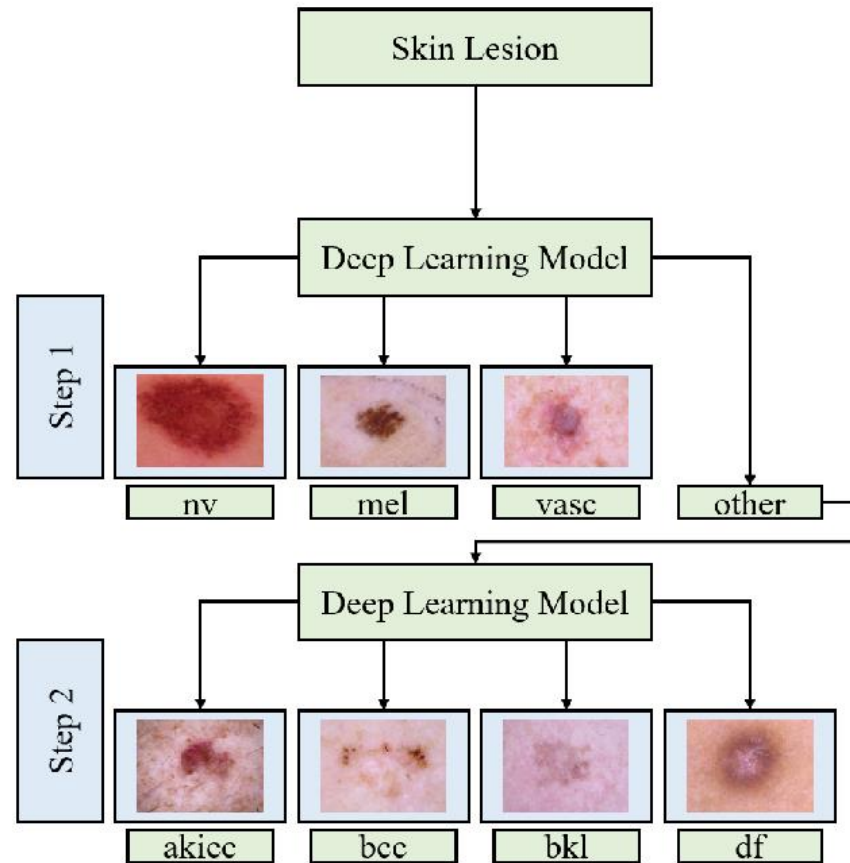 Skin Lesion
Deep Learning Model
Step 1
nv
mel
vasc
other
Deep Learning Model
Step 2
akiec
bcc
bkl
df